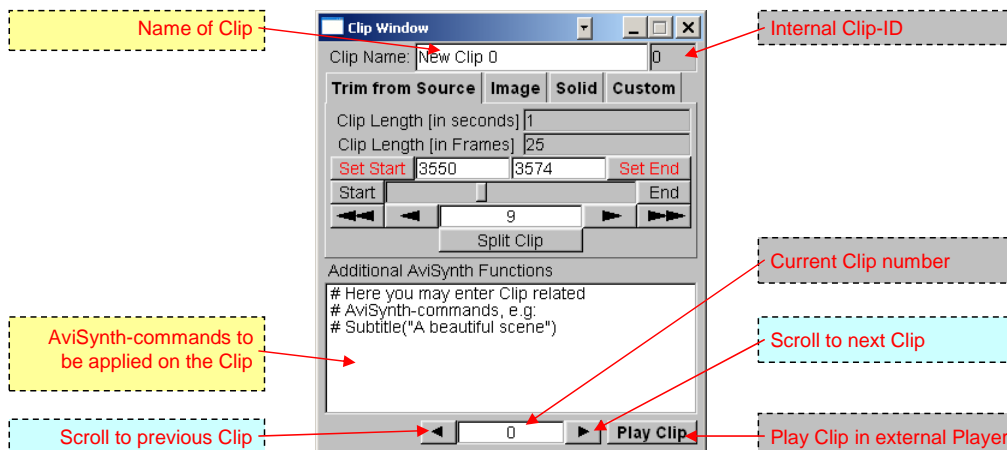 Name of Clip
Clip Window
Internal Clip-ID
Clip Name: New Clip 0 0
Trim from Source Image Solid Custom
Clip Length [in seconds] 1
Clip Length [in Frames] 25
Set Start 3550 3574 Set End
Start End
9
Split Clip
Current Clip number
Additional AviSynth Functions
# Here you may enter Clip related
# AviSynth-commands, e.g:
# Subtitle("A beautiful scene")
AviSynth-commands to
be applied on the Clip
Scroll to next Clip
Scroll to previous Clip
0 Play Clip
Play Clip in external Player